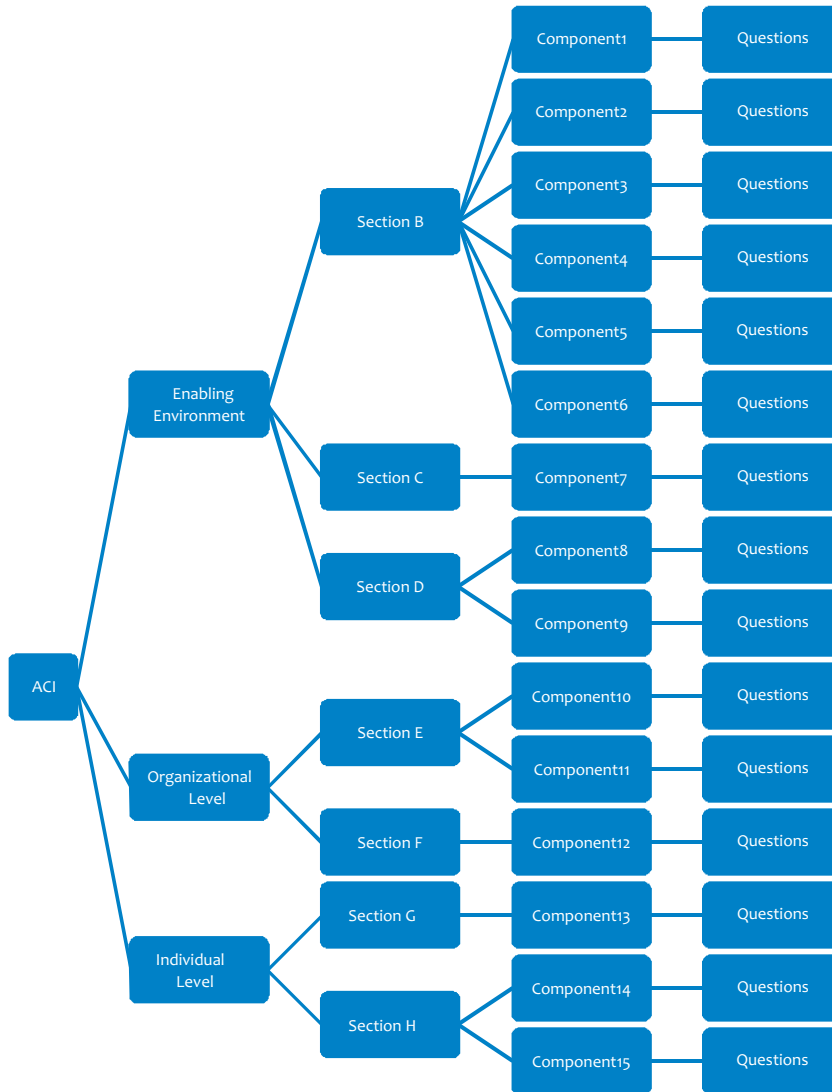 Component1
Questions
Component2
Questions
Component3
Questions
Section B
Component4
Questions
Component5
Questions
Enabling
Environment
Component6
Questions
Section C
Component7
Questions
Component8
Questions
Section D
Component9
Questions
ACI
Component10
Questions
Section E
Component11
Questions
Organizational
Level
Section F
Component12
Questions
Section G
Component13
Questions
Individual
Level
Component14
Questions
Section H
Component15
Questions